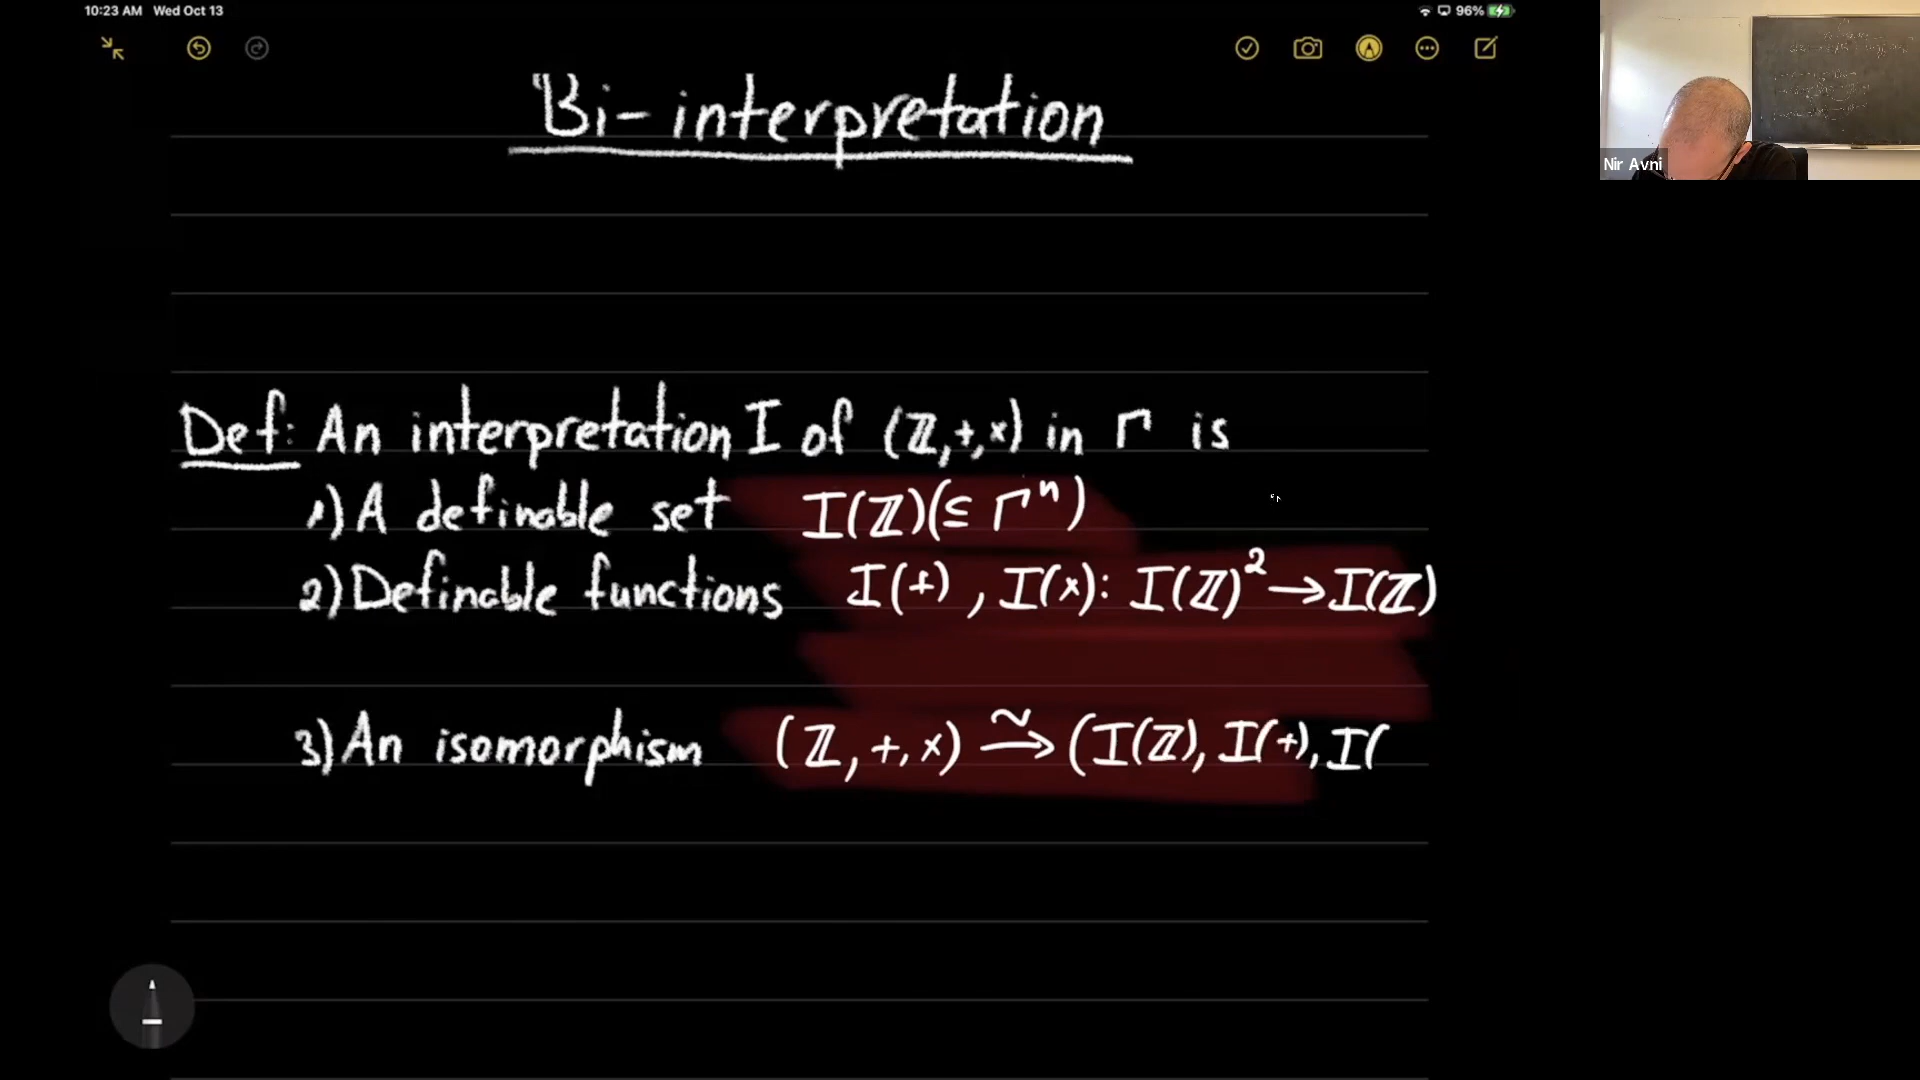 10:23 AM Wed Oct 13
96%
Bi-interpretation
Nir Avni
Def: An interpretation I of (ℤ,+,×) in Γ is
1) A definable set I(ℤ)(⊆ Γⁿ)
2) Definable functions I(+), I(×): I(ℤ)² → I(ℤ)
3) An isomorphism (ℤ,+,×) ⥲ (I(ℤ), I(+), I(